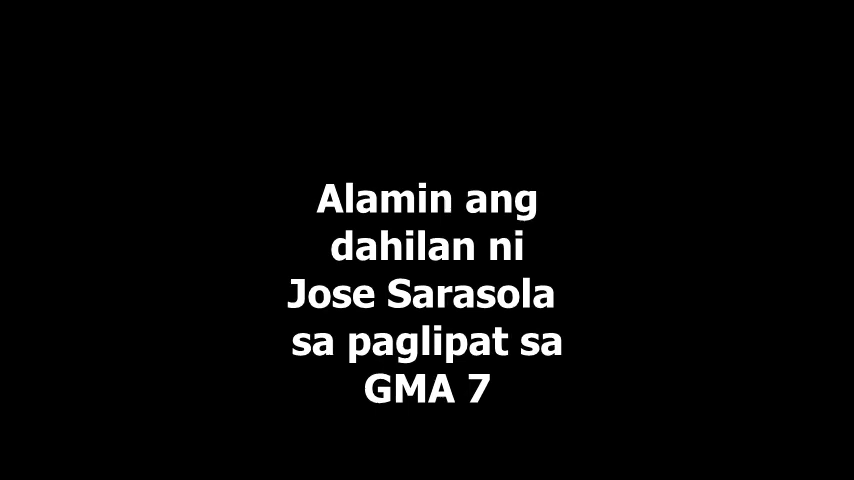 Alamin ang
dahilan ni
Jose Sarasola
sa paglipat sa
GMA 7